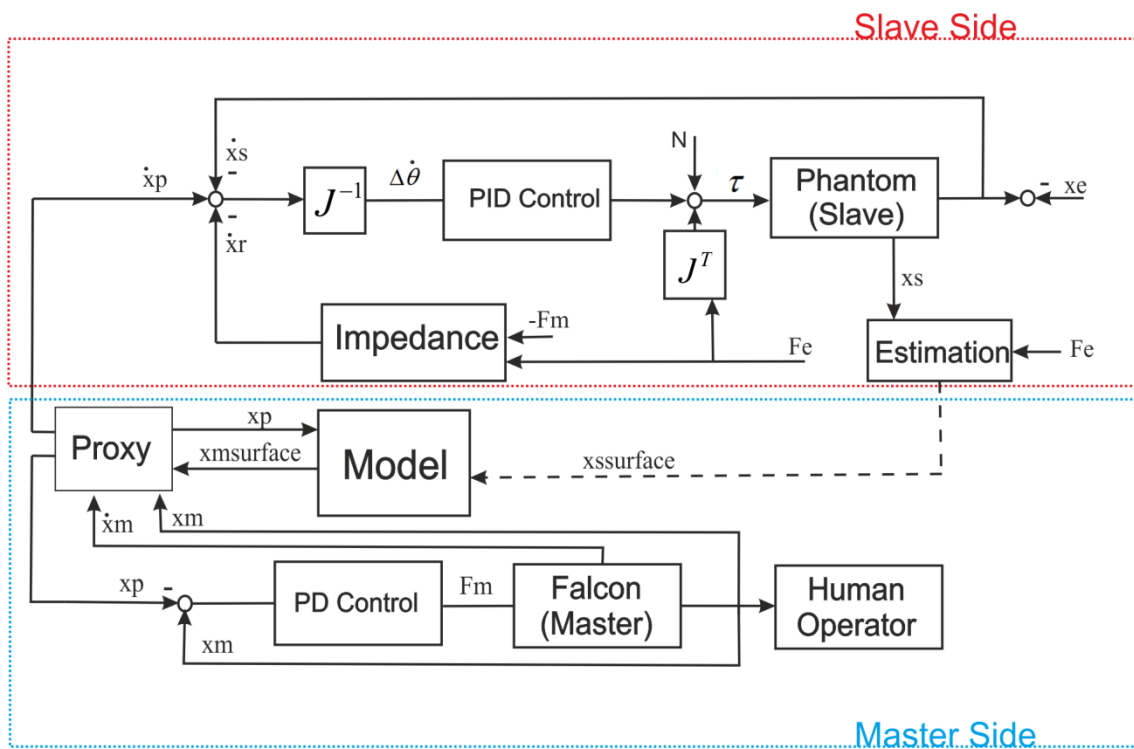 Slave Side
ẋs
-
ẋp
-
ẋr
J⁻¹
Δθ̇
PID Control
N
τ
Phantom
(Slave)
-
xe
Jᵀ
xs
Impedance
-Fm
Fe
Estimation
Fe
Proxy
xp
xmsurface
Model
xssurface
ẋm
xm
xp
-
PD Control
Fm
Falcon
(Master)
Human
Operator
xm
Master Side